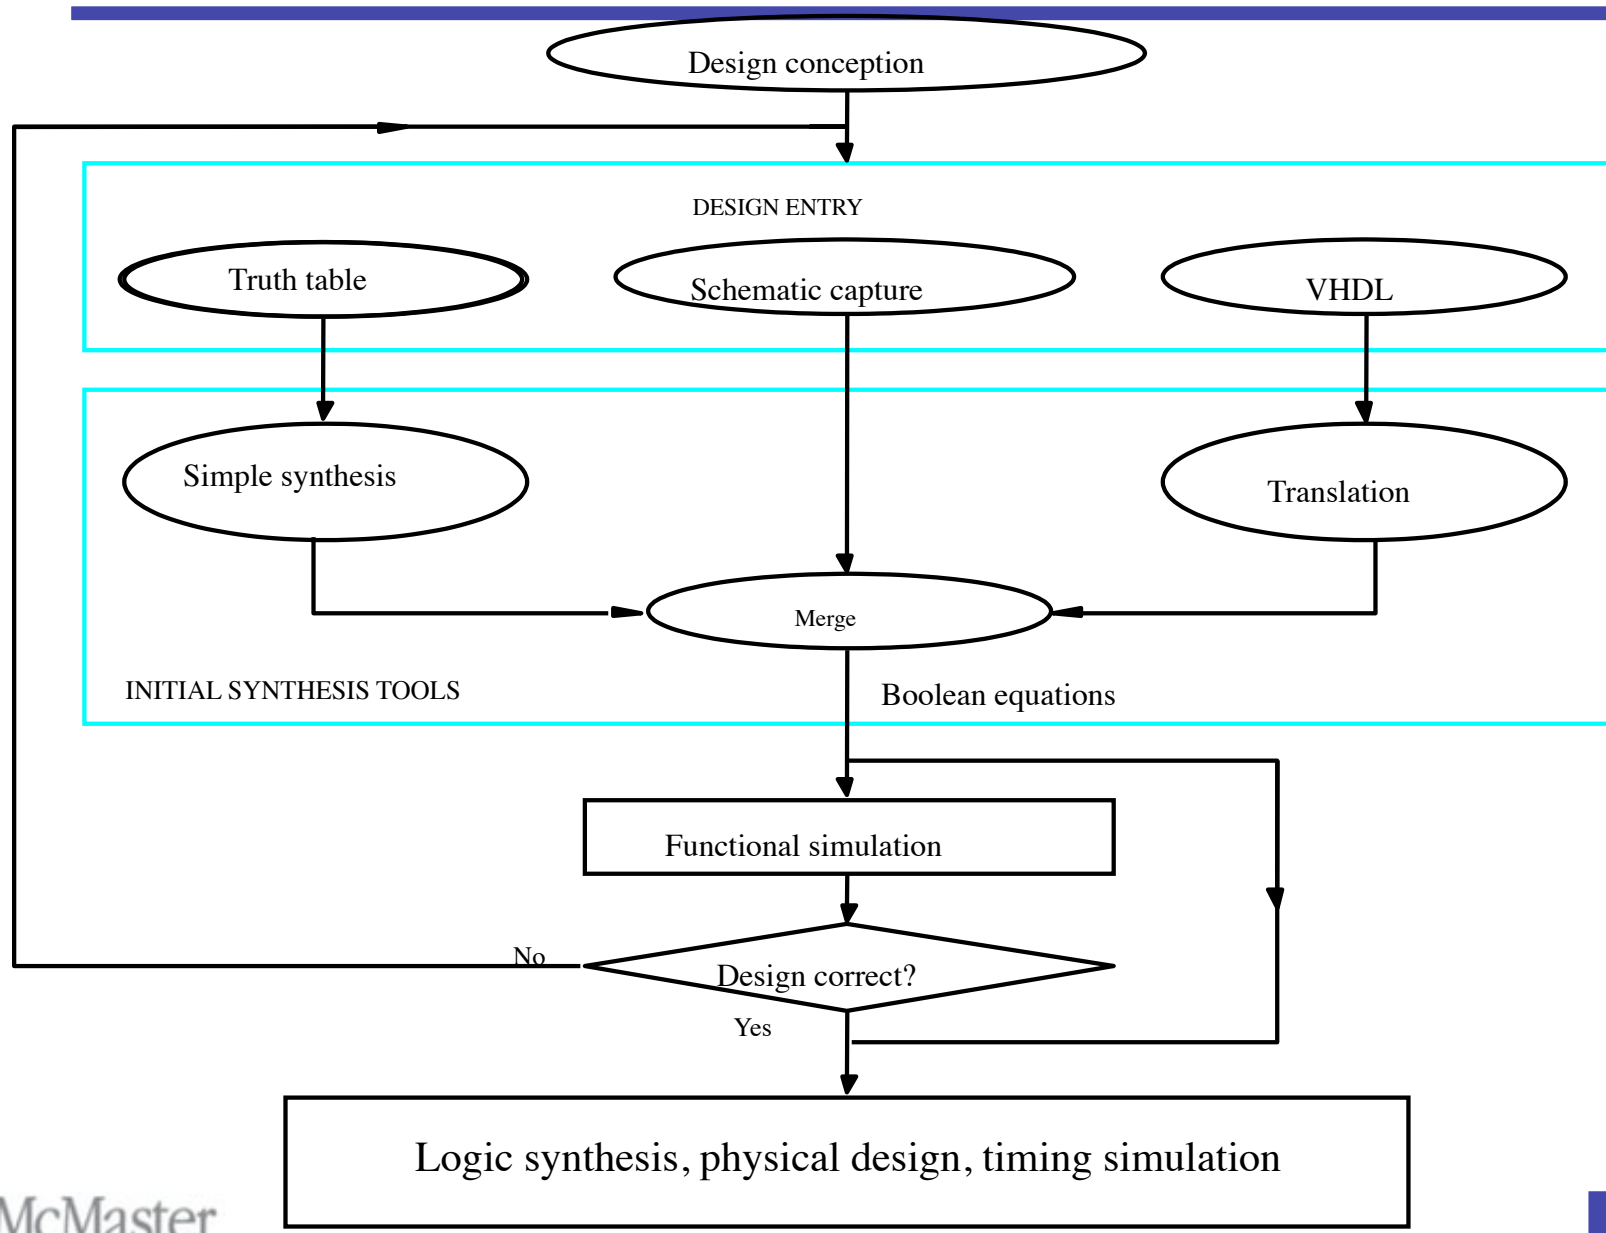 Design conception
DESIGN ENTRY
Truth table
Schematic capture
VHDL
Simple synthesis
Translation
Merge
INITIAL SYNTHESIS TOOLS
Boolean equations
Functional simulation
No
Design correct?
Yes
Logic synthesis, physical design, timing simulation
McMaster